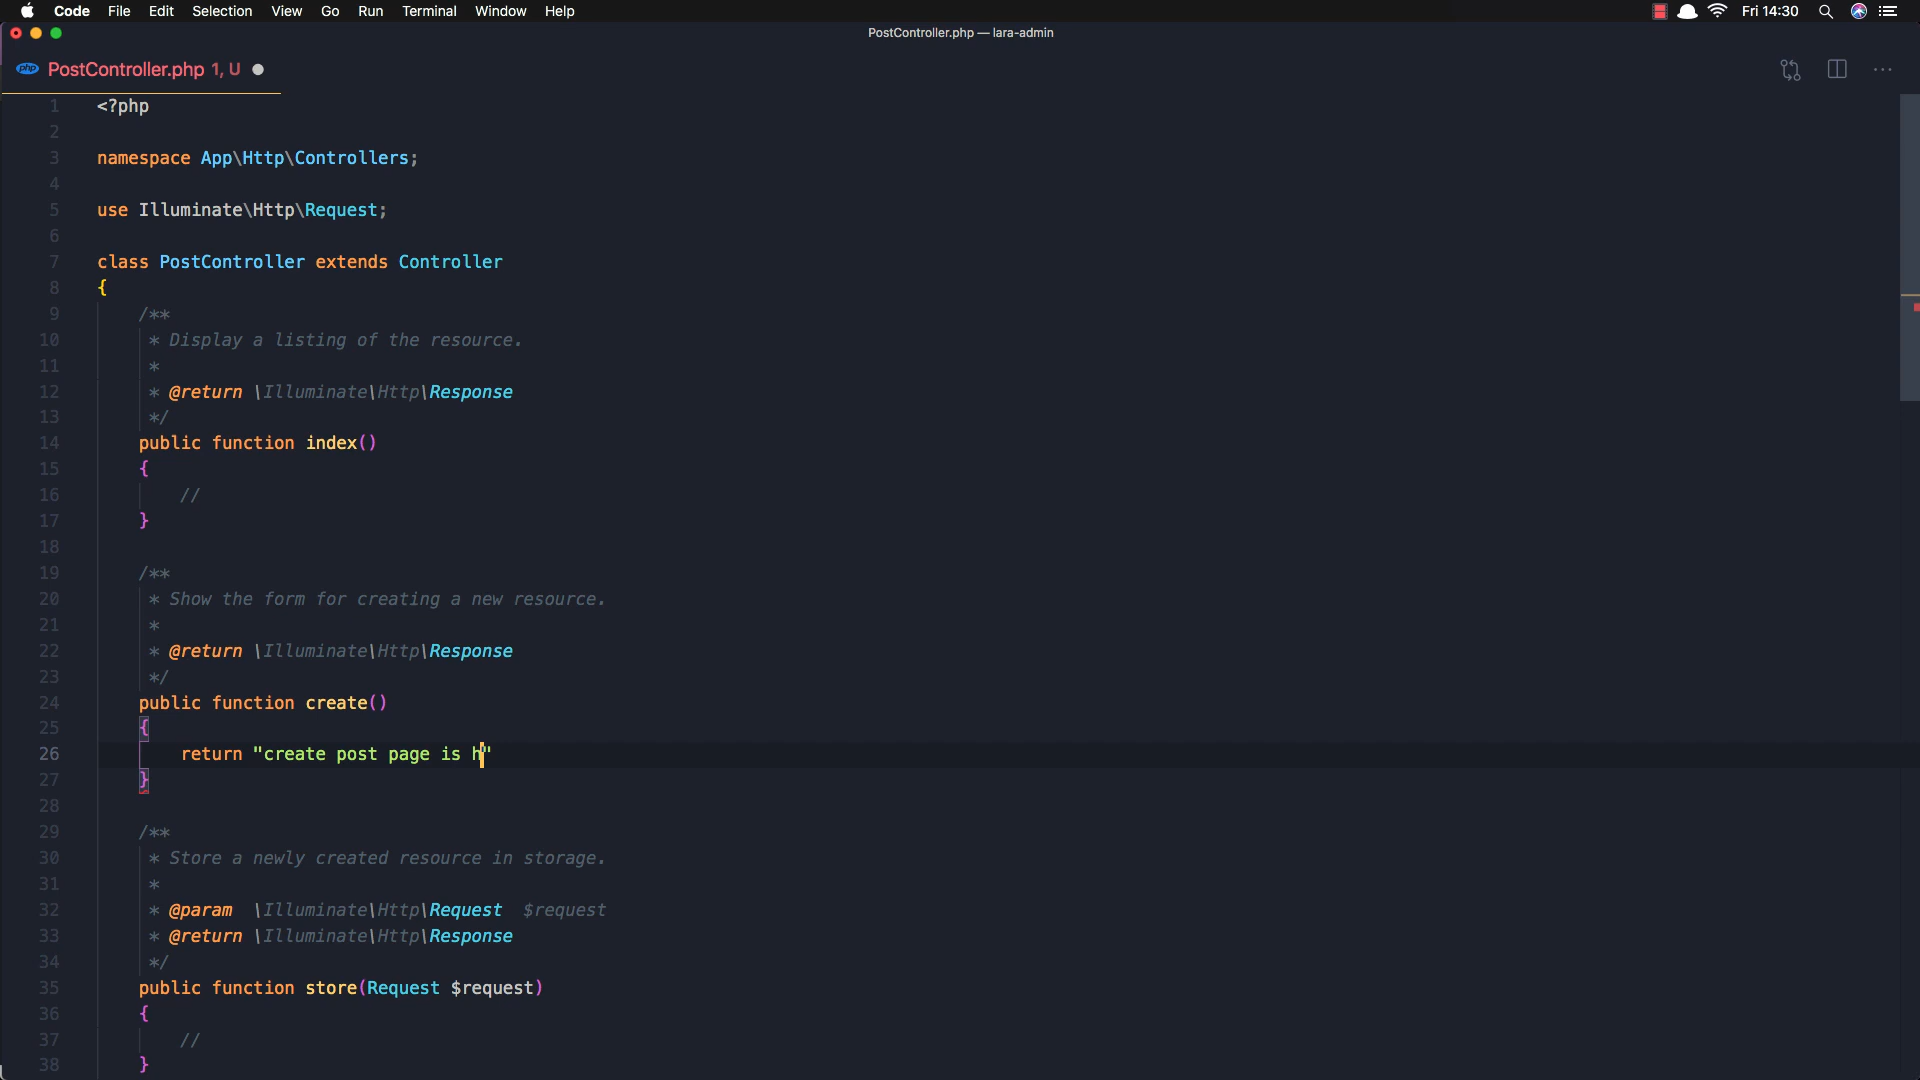 Code File Edit Selection View Go Run Terminal Window Help Fri 14:30
PostController.php — lara-admin
php PostController.php 1, U
1 <?php
2
3 namespace App\Http\Controllers;
4
5 use Illuminate\Http\Request;
6
7 class PostController extends Controller
8 {
9 /**
10 * Display a listing of the resource.
11 *
12 * @return \Illuminate\Http\Response
13 */
14 public function index()
15 {
16 //
17 }
18
19 /**
20 * Show the form for creating a new resource.
21 *
22 * @return \Illuminate\Http\Response
23 */
24 public function create()
25 {
26 return "create post page is h"
27 }
28
29 /**
30 * Store a newly created resource in storage.
31 *
32 * @param  \Illuminate\Http\Request  $request
33 * @return \Illuminate\Http\Response
34 */
35 public function store(Request $request)
36 {
37 //
38 }